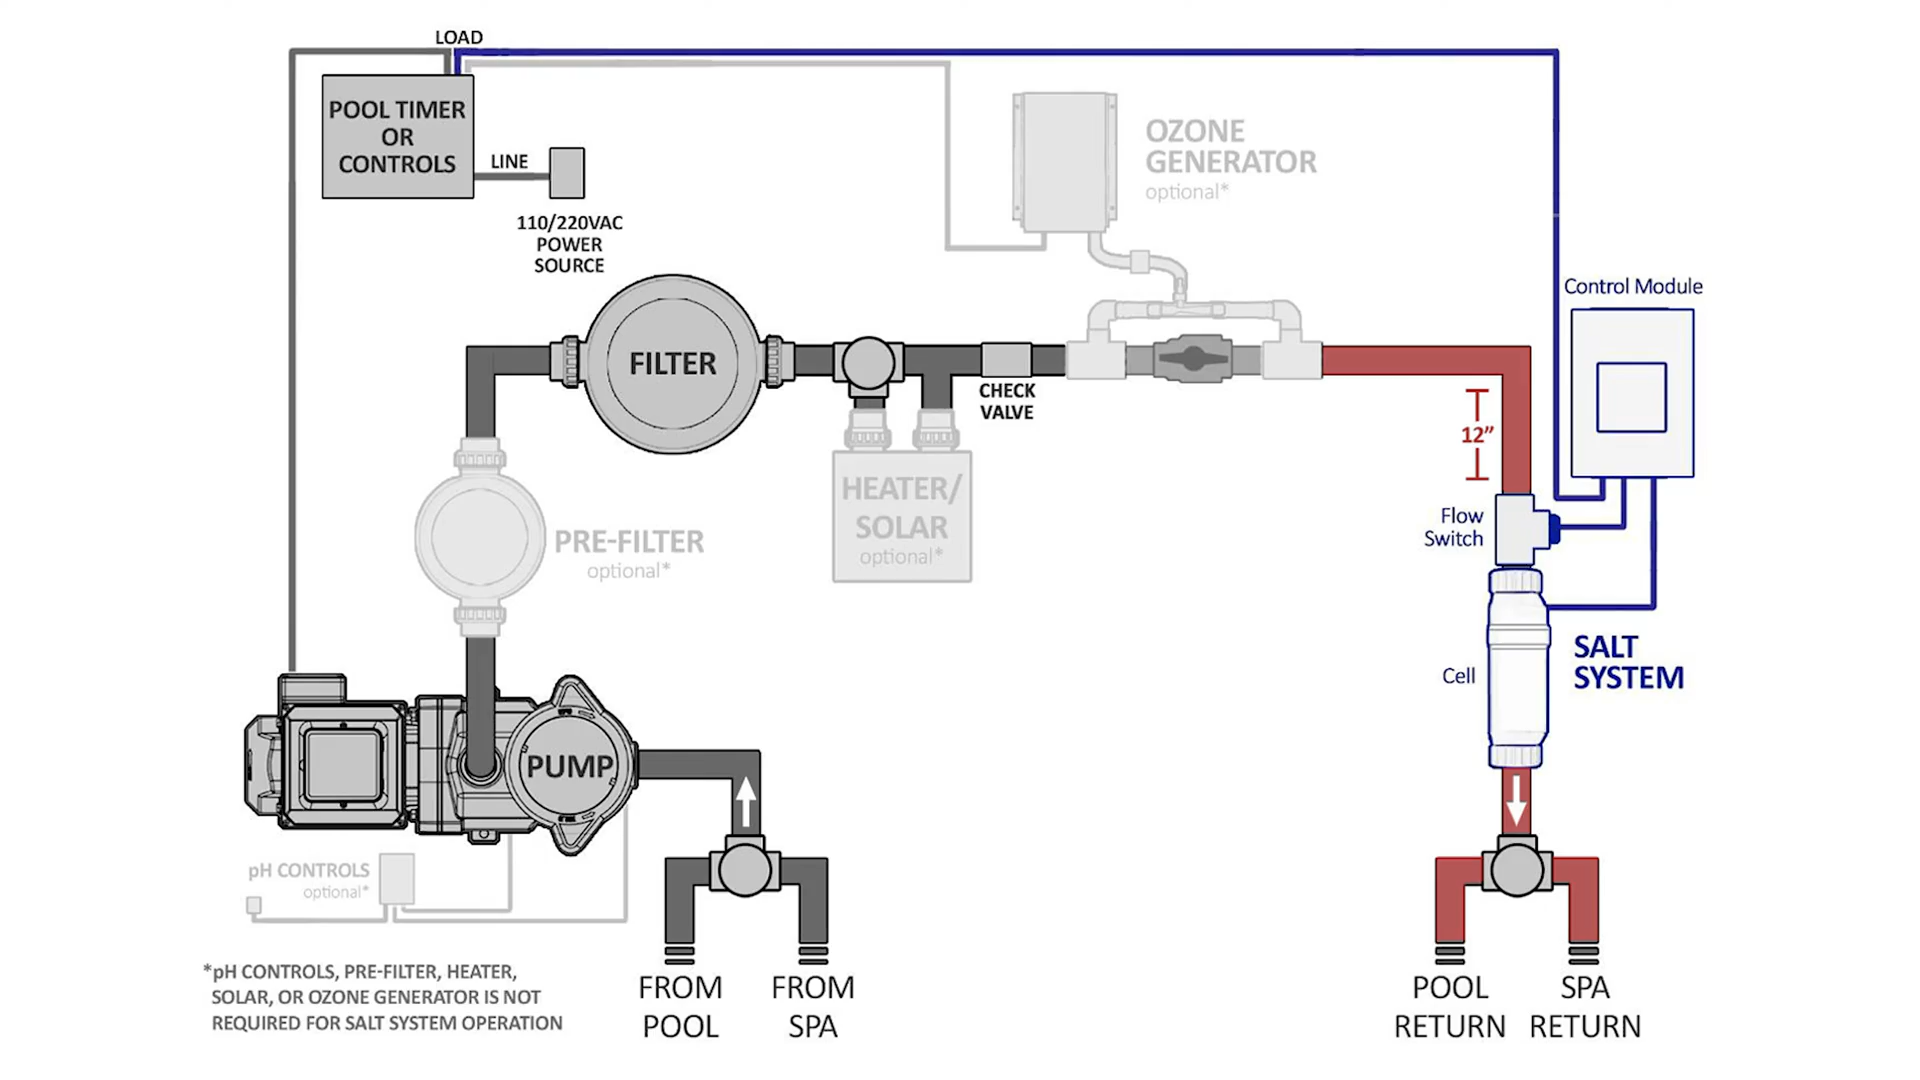 LOAD
POOL TIMER
OR
CONTROLS
LINE
110/220VAC
POWER
SOURCE
OZONE
GENERATOR
optional*
Control Module
FILTER
CHECK
VALVE
12”
HEATER/
SOLAR
optional*
Flow
Switch
PRE-FILTER
optional*
SALT
SYSTEM
Cell
PUMP
pH CONTROLS
optional*
*pH CONTROLS, PRE-FILTER, HEATER,
SOLAR, OR OZONE GENERATOR IS NOT
REQUIRED FOR SALT SYSTEM OPERATION
FROM
POOL
FROM
SPA
POOL
RETURN
SPA
RETURN